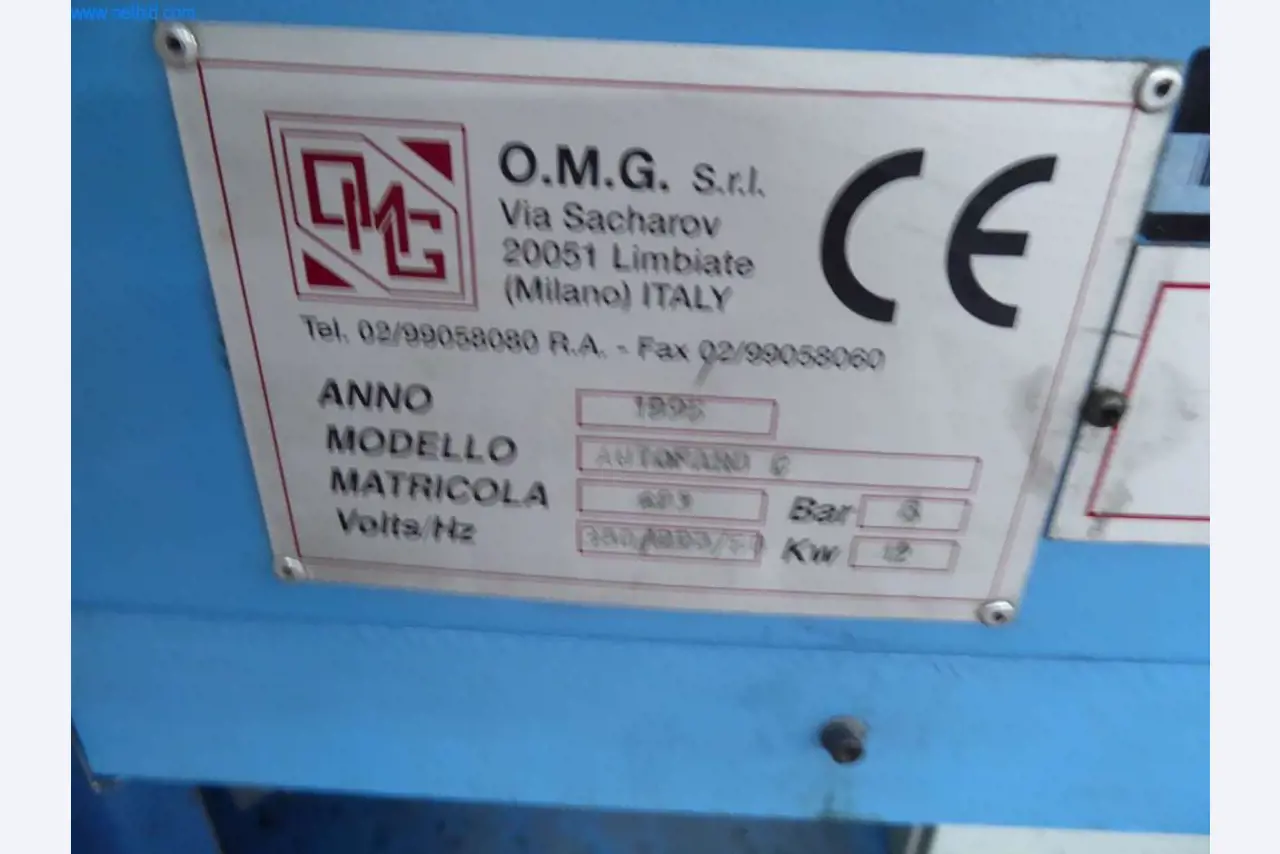 www.netbid.com
OMG
O.M.G. S.r.l.
Via Sacharov
20051 Limbiate
(Milano) ITALY
Tel. 02/99058080 R.A. - Fax 02/99058060
CE
ANNO
MODELLO
MATRICOLA
Bar
Volts/Hz
Kw 12